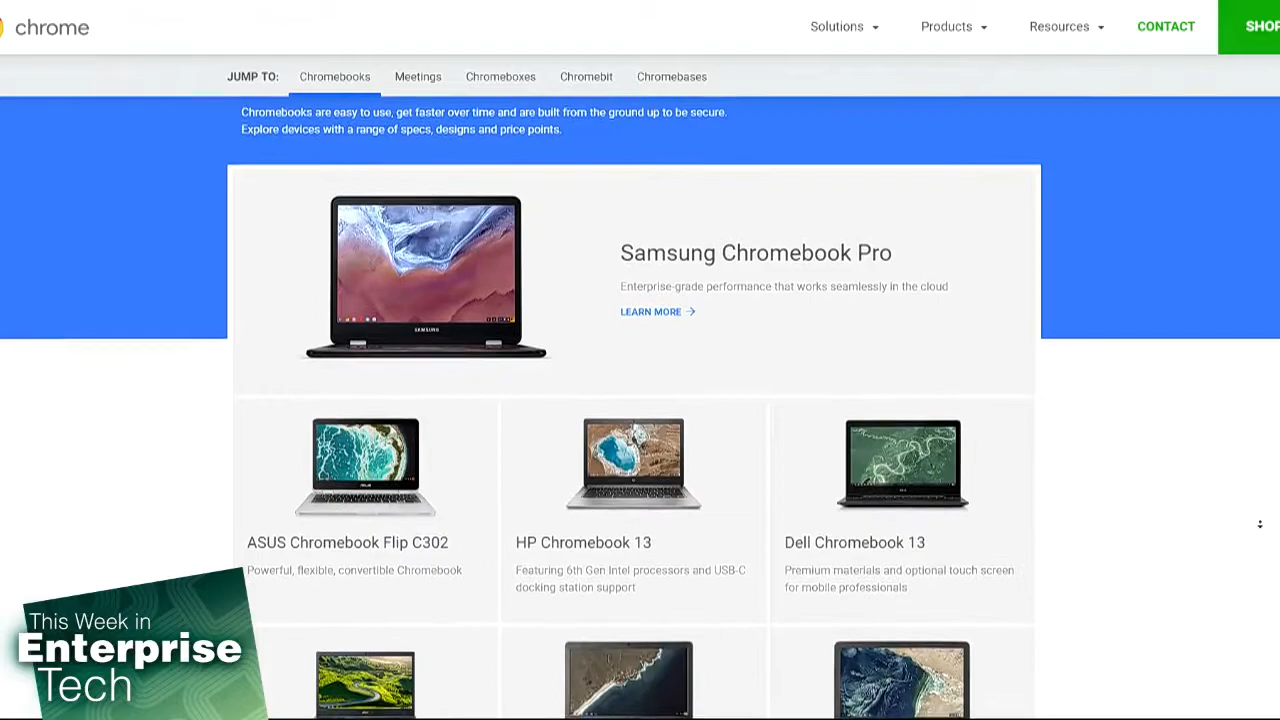 chrome
Solutions
Products
Resources
CONTACT
SHOP
JUMP TO:
Chromebooks
Meetings
Chromeboxes
Chromebit
Chromebases
Chromebooks are easy to use, get faster over time and are built from the ground up to be secure.
Explore devices with a range of specs, designs and price points.
SAMSUNG
Samsung Chromebook Pro
Enterprise-grade performance that works seamlessly in the cloud
LEARN MORE
ASUS Chromebook Flip C302
Powerful, flexible, convertible Chromebook
HP Chromebook 13
Featuring 6th Gen Intel processors and USB-C
docking station support
Dell Chromebook 13
Premium materials and optional touch screen
for mobile professionals
This Week in
Enterprise
Tech